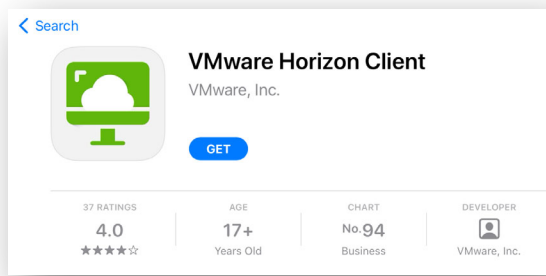 Search
VMware Horizon Client
VMware, Inc.
GET
37 RATINGS
4.0
AGE
17+
Years Old
CHART
No.94
Business
DEVELOPER
VMware, Inc.